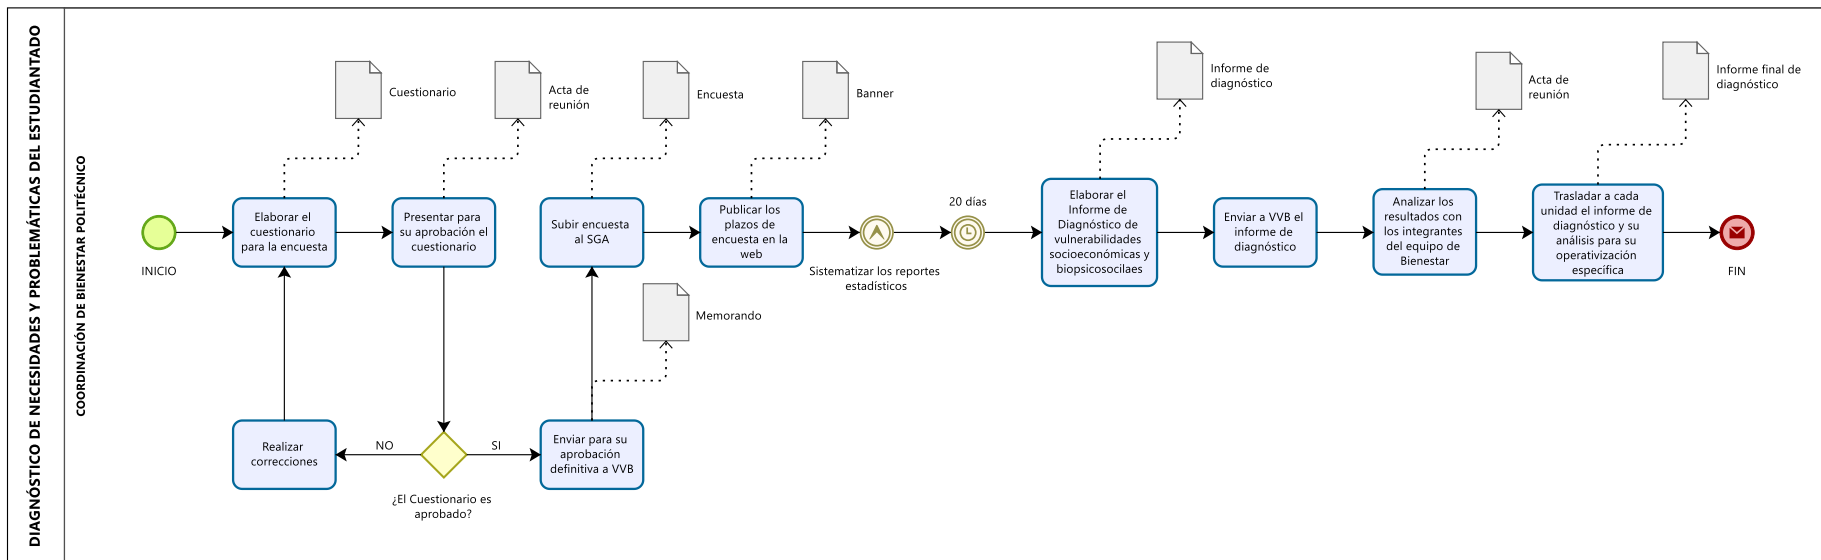 DIAGNÓSTICO DE NECESIDADES Y PROBLEMÁTICAS DEL ESTUDIANTADO
COORDINACIÓN DE BIENESTAR POLITÉCNICO
INICIO
Elaborar el
cuestionario
para la encuesta
Cuestionario
Presentar para
su aprobación el
cuestionario
Acta de
reunión
¿El Cuestionario es
aprobado?
NO
Realizar
correcciones
SI
Enviar para su
aprobación
definitiva a VVB
Memorando
Subir encuesta
al SGA
Encuesta
Publicar los
plazos de
encuesta en la
web
Banner
Sistematizar los reportes
estadísticos
20 días
Elaborar el
Informe de
Diagnóstico de
vulnerabilidades
socioeconómicas y
biopsicosocilaes
Informe de
diagnóstico
Enviar a VVB el
informe de
diagnóstico
Analizar los
resultados con
los integrantes
del equipo de
Bienestar
Acta de
reunión
Trasladar a cada
unidad el informe de
diagnóstico y su
análisis para su
operativización
específica
Informe final de
diagnóstico
FIN